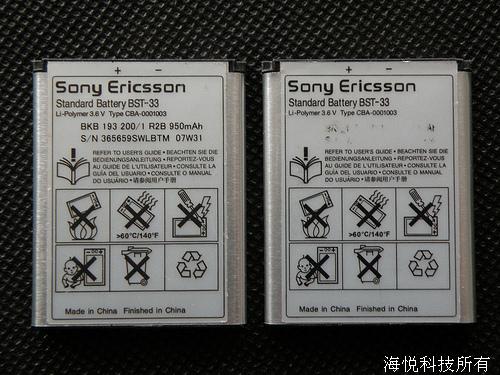 + −
Sony Ericsson
Standard Battery BST-33
Li-Polymer 3.6 V Type CBA-0001003
BKB 193 200/1 R2B 950mAh
S/N 365659SWLBTM 07W31
REFER TO USER'S GUIDE • BEACHTEN SIE DIE
BEDIENUNGSANLEITUNG • REPORTEZ-VOUS
AU GUIDE DE L'UTILISATEUR • CONSULTE LA
GUÍA DEL USUARIO • CONSULTE O MANUAL
DO USUÁRIO • 请参阅用户手册
>60°C/140°F
Made in China Finished in China
+ −
Sony Ericsson
Standard Battery BST-33
Li-Polymer 3.6 V Type CBA-0001003
REFER TO USER'S GUIDE • BEACHTEN SIE DIE
BEDIENUNGSANLEITUNG • REPORTEZ-VOUS
AU GUIDE DE L'UTILISATEUR • CONSULTE LA
GUÍA DEL USUARIO • CONSULTE O MANUAL
DO USUÁRIO • 请参阅用户手册
>60°C/140°F
Made in China Finished in China
海悦科技所有